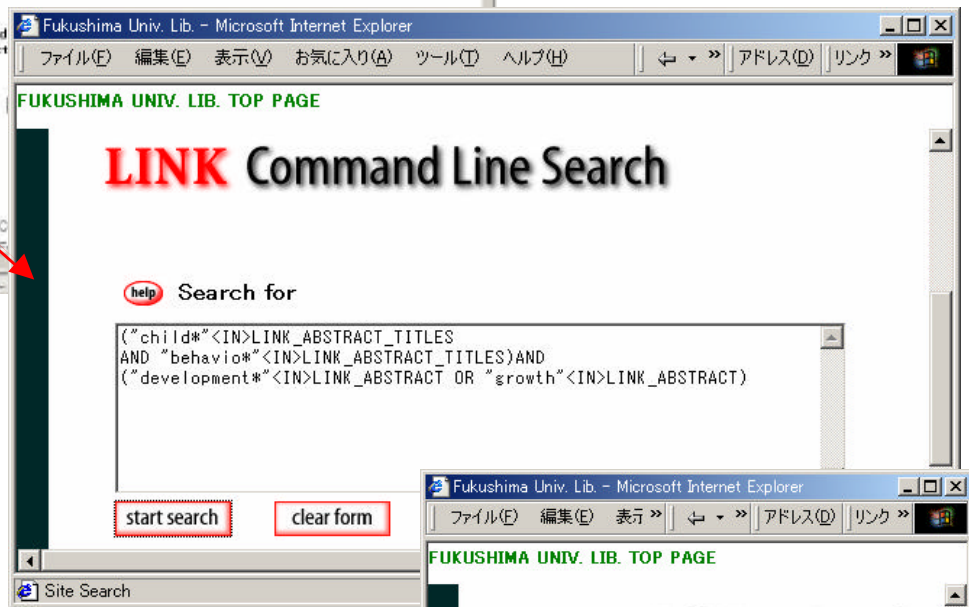 Fukushima Univ. Lib. - Microsoft Internet Explorer
ファイル(F) 編集(E) 表示(V) お気に入り(A) ツール(T) ヘルプ(H) アドレス(D) リンク
FUKUSHIMA UNIV. LIB. TOP PAGE
LINK Command Line Search
help Search for
("child*"<IN>LINK_ABSTRACT_TITLES
AND "behavio*"<IN>LINK_ABSTRACT_TITLES)AND
("development*"<IN>LINK_ABSTRACT OR "growth"<IN>LINK_ABSTRACT)
start search clear form
Site Search
Fukushima Univ. Lib. - Microsoft Internet Explorer
ファイル(F) 編集(E) 表示 アドレス(D) リンク
FUKUSHIMA UNIV. LIB. TOP PAGE